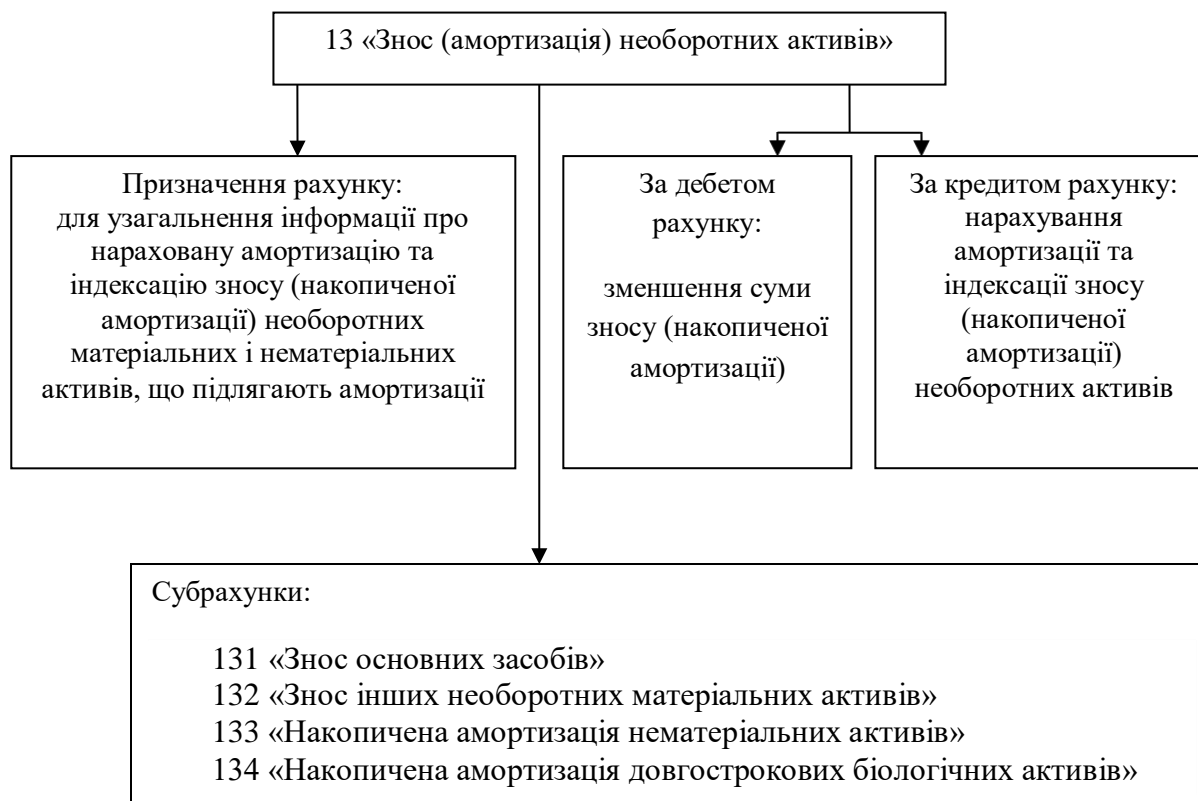 13 «Знос (амортизація) необоротних активів»
Призначення рахунку:
для узагальнення інформації про
нараховану амортизацію та
індексацію зносу (накопиченої
амортизації) необоротних
матеріальних і нематеріальних
активів, що підлягають амортизації
За дебетом
рахунку:
зменшення суми
зносу (накопиченої
амортизації)
За кредитом рахунку:
нарахування
амортизації та
індексації зносу
(накопиченої
амортизації)
необоротних активів
Субрахунки:
131 «Знос основних засобів»
132 «Знос інших необоротних матеріальних активів»
133 «Накопичена амортизація нематеріальних активів»
134 «Накопичена амортизація довгострокових біологічних активів»